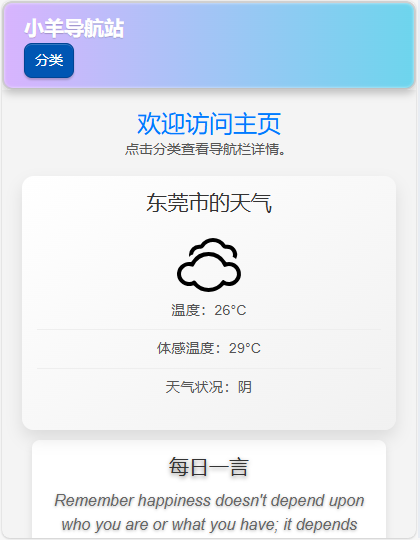 小羊导航站
分类
欢迎访问主页
点击分类查看导航栏详情。
东莞市的天气
温度：26°C
体感温度：29°C
天气状况：阴
每日一言
Remember happiness doesn't depend upon
who you are or what you have; it depends